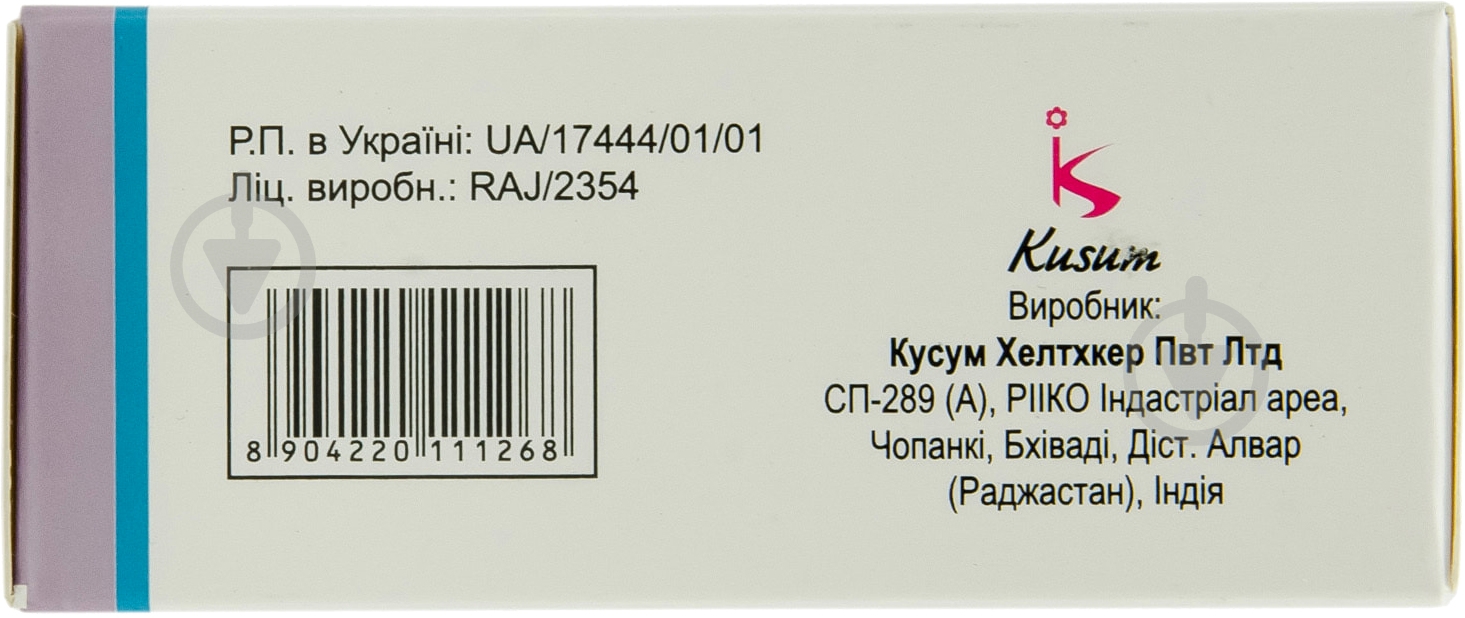 Р.П. в Україні: UA/17444/01/01
Ліц. виробн.: RAJ/2354
8 904220 111268
Kusum
Виробник:
Кусум Хелтхкер Пвт Лтд
СП-289 (А), РІІКО Індастріал ареа,
Чопанкі, Бхіваді, Діст. Алвар
(Раджастан), Індія